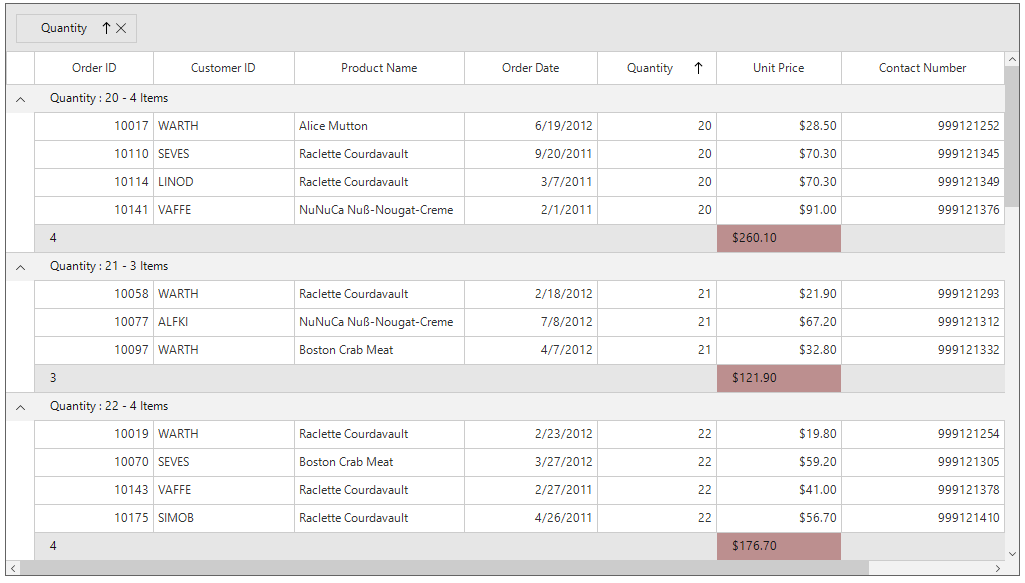 Quantity
Order ID Customer ID Product Name Order Date Quantity Unit Price Contact Number
Quantity : 20 - 4 Items
10017 WARTH Alice Mutton 6/19/2012 20 $28.50 999121252
10110 SEVES Raclette Courdavault 9/20/2011 20 $70.30 999121345
10114 LINOD Raclette Courdavault 3/7/2011 20 $70.30 999121349
10141 VAFFE NuNuCa Nuß-Nougat-Creme 2/1/2011 20 $91.00 999121376
4 $260.10
Quantity : 21 - 3 Items
10058 WARTH Raclette Courdavault 2/18/2012 21 $21.90 999121293
10077 ALFKI NuNuCa Nuß-Nougat-Creme 7/8/2012 21 $67.20 999121312
10097 WARTH Boston Crab Meat 4/7/2012 21 $32.80 999121332
3 $121.90
Quantity : 22 - 4 Items
10019 WARTH Raclette Courdavault 2/23/2012 22 $19.80 999121254
10070 SEVES Boston Crab Meat 3/27/2012 22 $59.20 999121305
10143 VAFFE Raclette Courdavault 2/27/2011 22 $41.00 999121378
10175 SIMOB Raclette Courdavault 4/26/2011 22 $56.70 999121410
4 $176.70